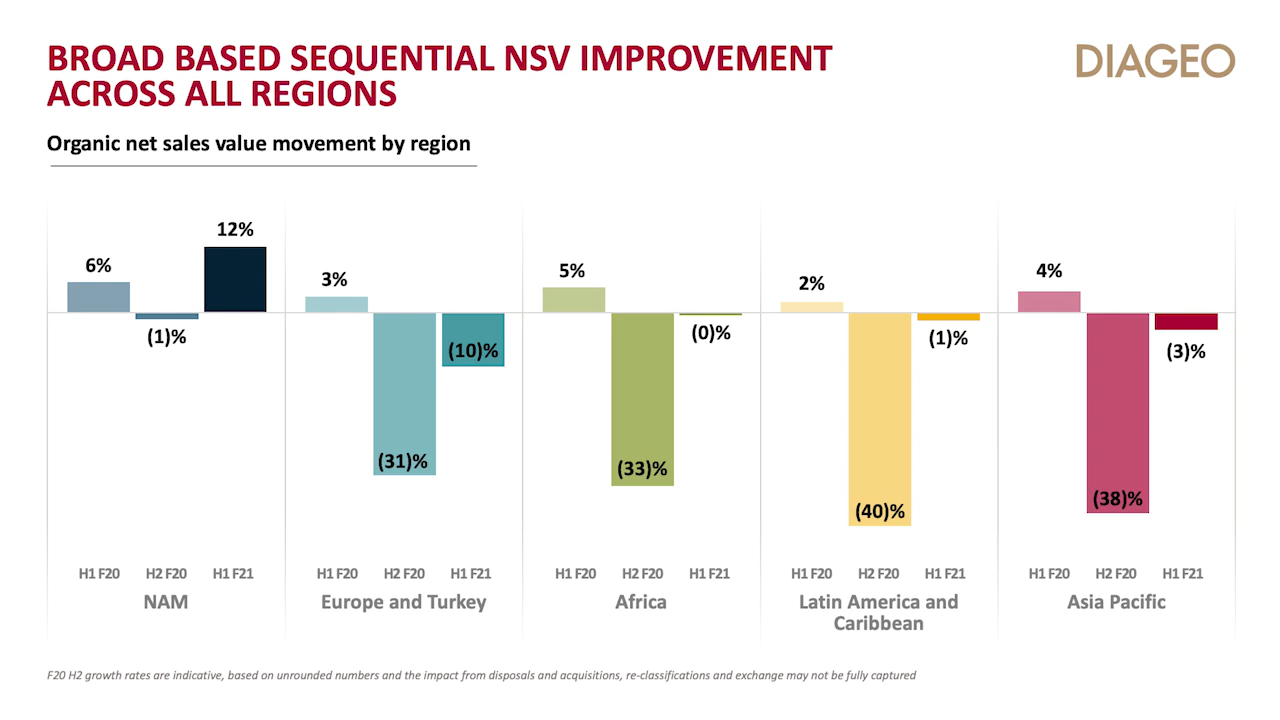 BROAD BASED SEQUENTIAL NSV IMPROVEMENT
ACROSS ALL REGIONS
DIAGEO
Organic net sales value movement by region
6%
(1)%
12%
H1 F20 H2 F20 H1 F21
NAM
3%
(31)%
(10)%
H1 F20 H2 F20 H1 F21
Europe and Turkey
5%
(33)%
(0)%
H1 F20 H2 F20 H1 F21
Africa
2%
(40)%
(1)%
H1 F20 H2 F20 H1 F21
Latin America and
Caribbean
4%
(38)%
(3)%
H1 F20 H2 F20 H1 F21
Asia Pacific
F20 H2 growth rates are indicative, based on unrounded numbers and the impact from disposals and acquisitions, re-classifications and exchange may not be fully captured